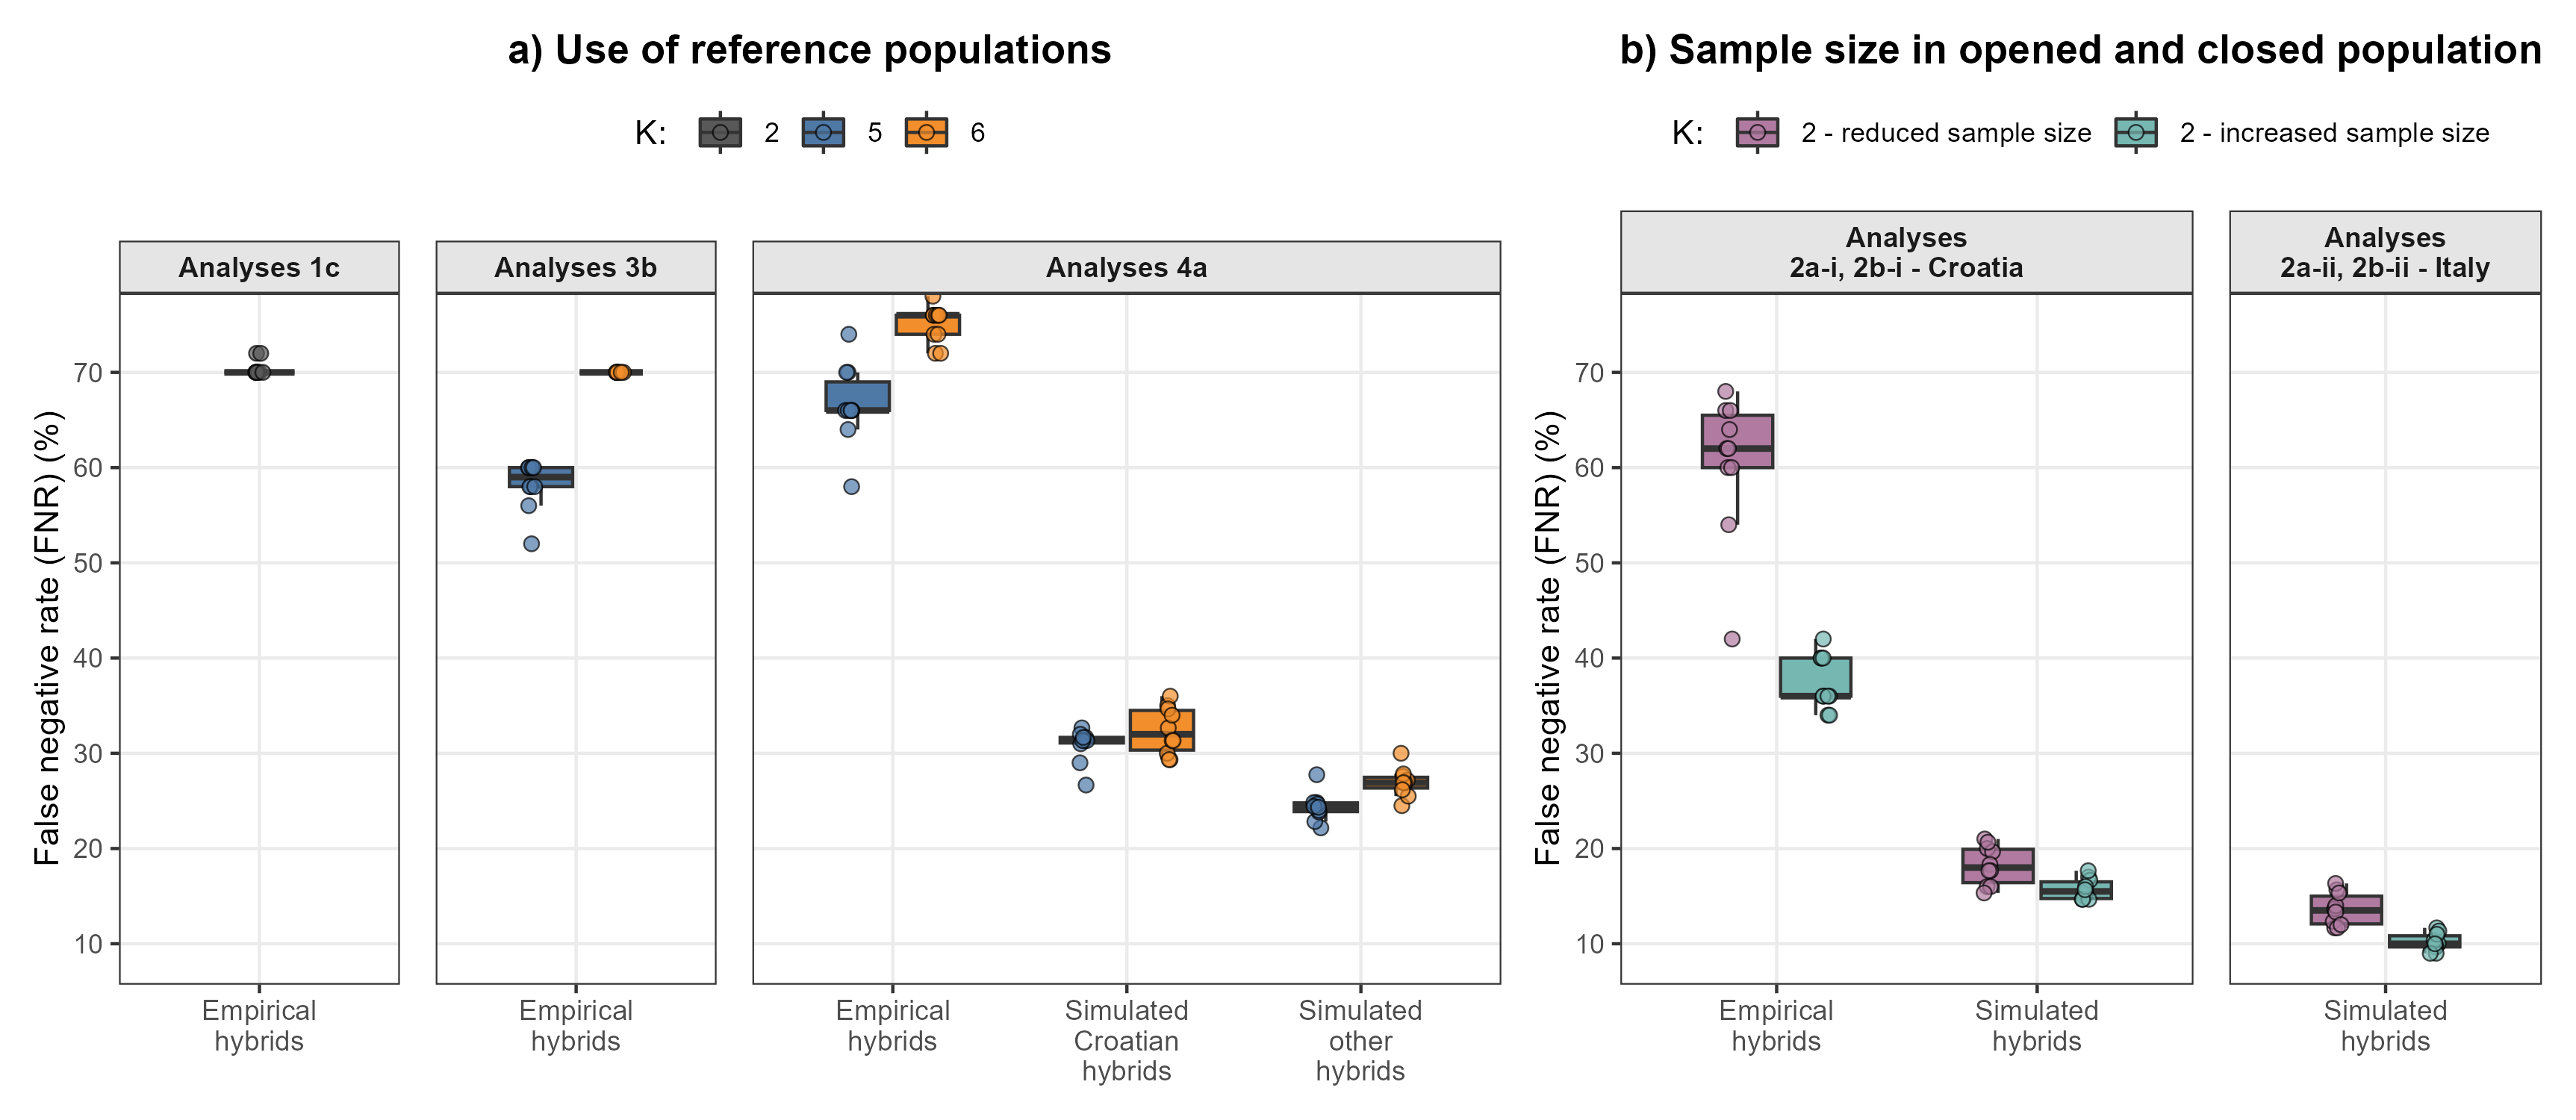 a) Use of reference populations
K: 2 5 6
Analyses 1c
Analyses 3b
Analyses 4a
False negative rate (FNR) (%)
70
60
50
40
30
20
10
Empirical
hybrids
Empirical
hybrids
Empirical
hybrids
Simulated
Croatian
hybrids
Simulated
other
hybrids
b) Sample size in opened and closed population
K: 2 - reduced sample size 2 - increased sample size
Analyses
2a-i, 2b-i - Croatia
Analyses
2a-ii, 2b-ii - Italy
False negative rate (FNR) (%)
70
60
50
40
30
20
10
Empirical
hybrids
Simulated
hybrids
Simulated
hybrids